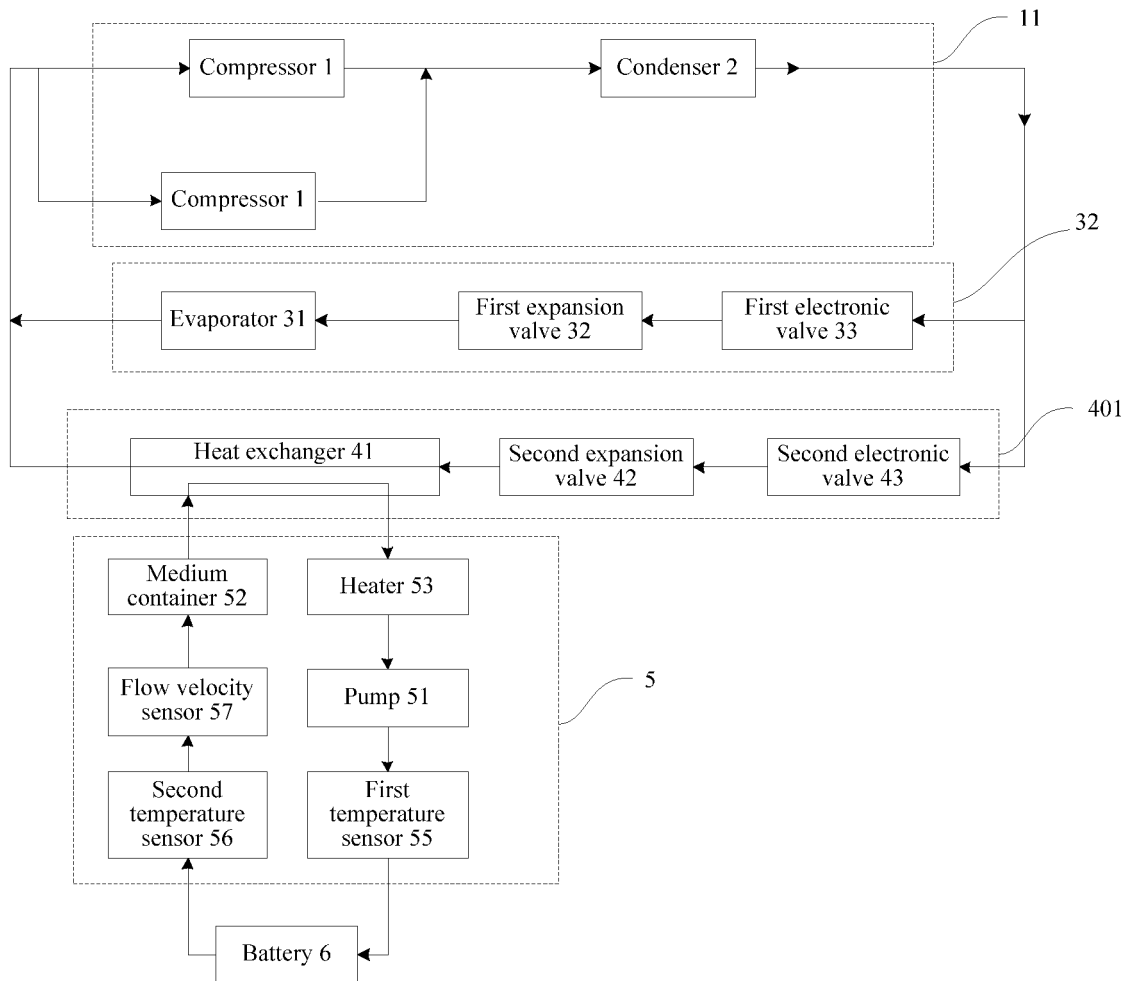 11
Compressor 1
Condenser 2
Compressor 1
32
Evaporator 31
First expansion
valve 32
First electronic
valve 33
401
Heat exchanger 41
Second expansion
valve 42
Second electronic
valve 43
Medium
container 52
Heater 53
Flow velocity
sensor 57
Pump 51
5
Second
temperature
sensor 56
First
temperature
sensor 55
Battery 6